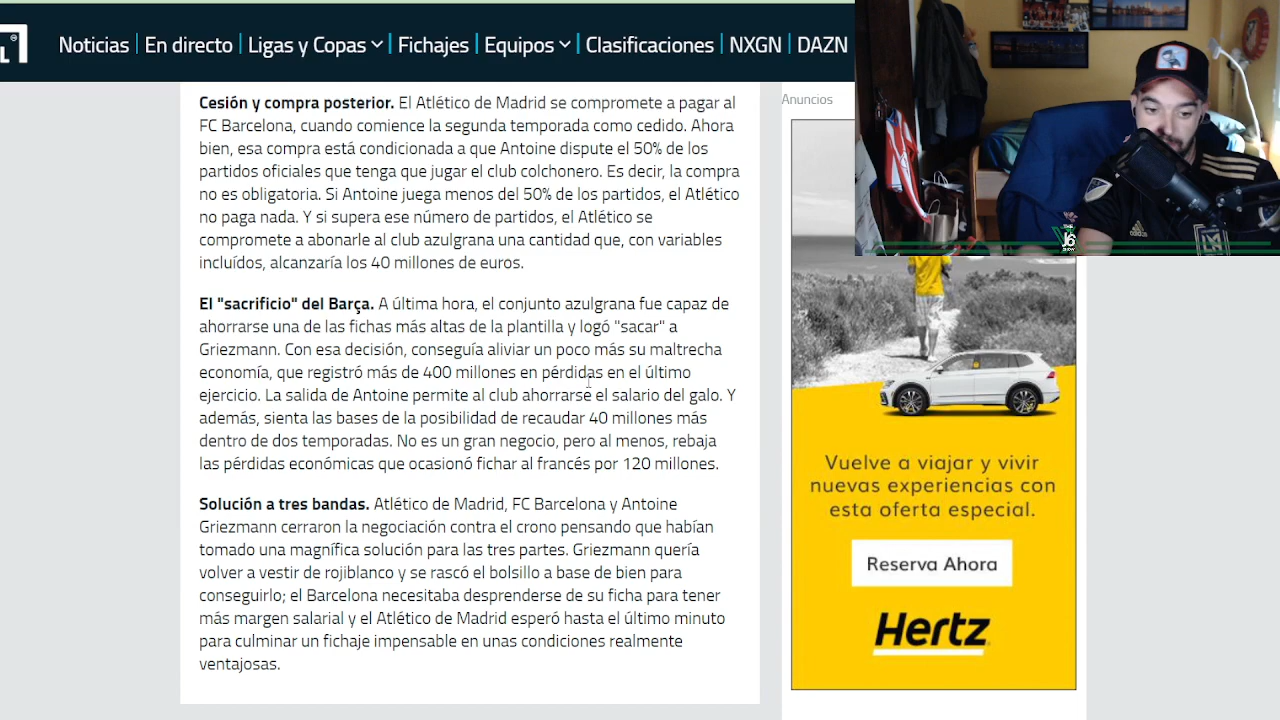 L
Noticias En directo Ligas y Copas Fichajes Equipos Clasificaciones NXGN DAZN
Cesión y compra posterior. El Atlético de Madrid se compromete a pagar al
FC Barcelona, cuando comience la segunda temporada como cedido. Ahora
bien, esa compra está condicionada a que Antoine dispute el 50% de los
partidos oficiales que tenga que jugar el club colchonero. Es decir, la compra
no es obligatoria. Si Antoine juega menos del 50% de los partidos, el Atlético
no paga nada. Y si supera ese número de partidos, el Atlético se
compromete a abonarle al club azulgrana una cantidad que, con variables
incluídos, alcanzaría los 40 millones de euros.
El "sacrificio" del Barça. A última hora, el conjunto azulgrana fue capaz de
ahorrarse una de las fichas más altas de la plantilla y logó "sacar" a
Griezmann. Con esa decisión, conseguía aliviar un poco más su maltrecha
economía, que registró más de 400 millones en pérdidas en el último
ejercicio. La salida de Antoine permite al club ahorrarse el salario del galo. Y
además, sienta las bases de la posibilidad de recaudar 40 millones más
dentro de dos temporadas. No es un gran negocio, pero al menos, rebaja
las pérdidas económicas que ocasionó fichar al francés por 120 millones.
Solución a tres bandas. Atlético de Madrid, FC Barcelona y Antoine
Griezmann cerraron la negociación contra el crono pensando que habían
tomado una magnífica solución para las tres partes. Griezmann quería
volver a vestir de rojiblanco y se rascó el bolsillo a base de bien para
conseguirlo; el Barcelona necesitaba desprenderse de su ficha para tener
más margen salarial y el Atlético de Madrid esperó hasta el último minuto
para culminar un fichaje impensable en unas condiciones realmente
ventajosas.
Anuncios
Vuelve a viajar y vivir
nuevas experiencias con
esta oferta especial.
Reserva Ahora
Hertz
adidas